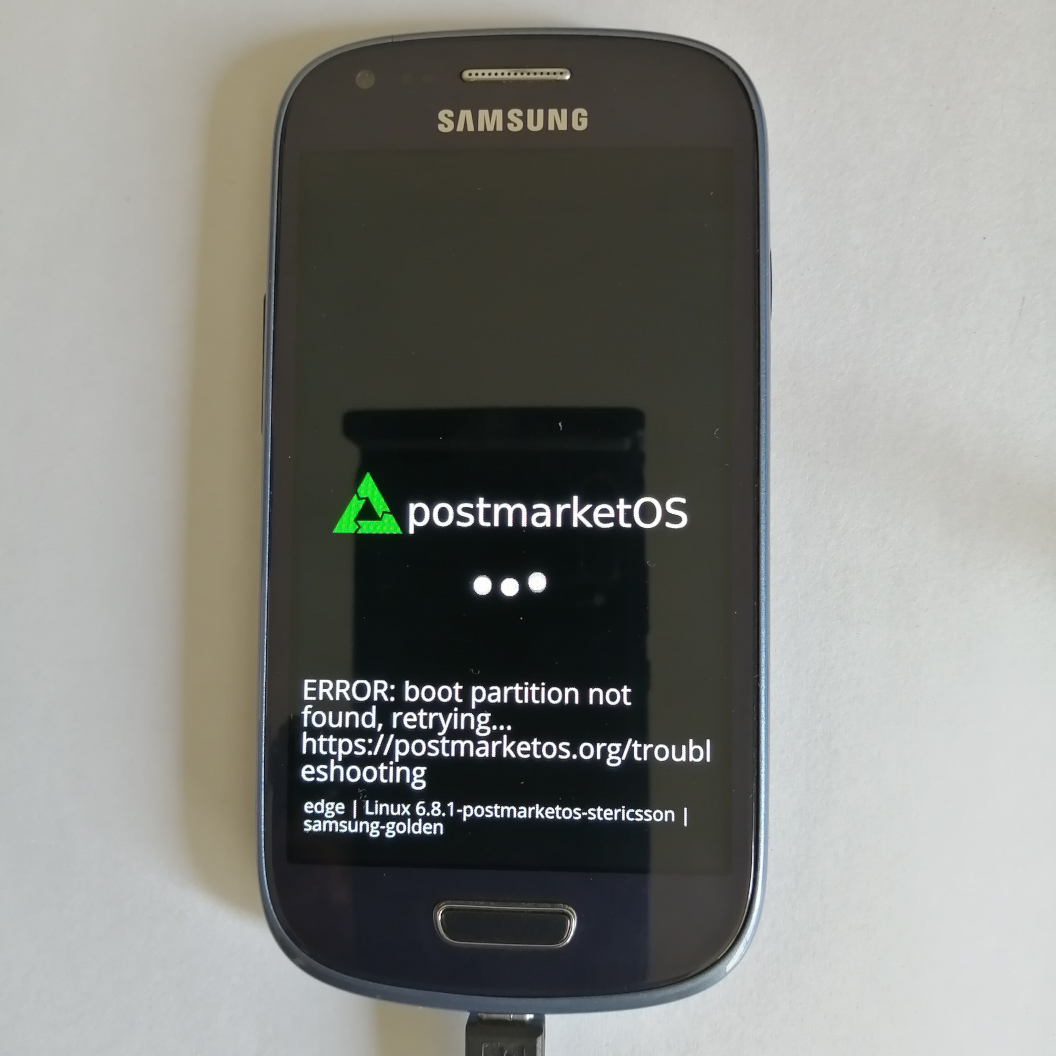 SAMSUNG
postmarketOS
ERROR: boot partition not
found, retrying...
https://postmarketos.org/troubl
eshooting
edge | Linux 6.8.1-postmarketos-stericsson |
samsung-golden